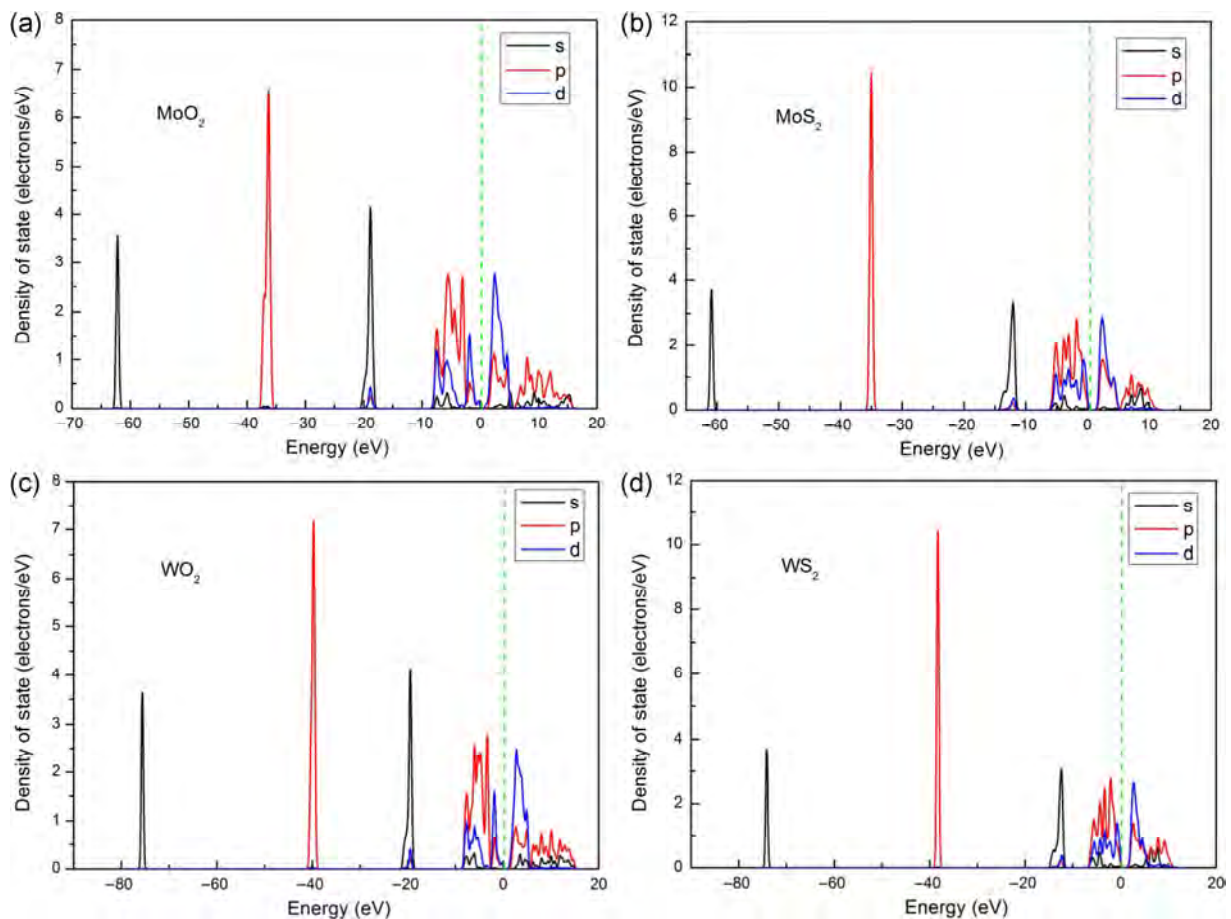 (a)
8
7
6
5
4
3
2
1
0
Density of state (electrons/eV)
MoO₂
s
p
d
−70 −60 −50 −40 −30 −20 −10 0 10 20
Energy (eV)
(b)
12
10
8
6
4
2
0
Density of state (electrons/eV)
MoS₂
s
p
d
−60 −50 −40 −30 −20 −10 0 10 20
Energy (eV)
(c)
8
7
6
5
4
3
2
1
0
Density of state (electrons/eV)
WO₂
s
p
d
−80 −60 −40 −20 0 20
Energy (eV)
(d)
12
10
8
6
4
2
0
Density of state (electrons/eV)
WS₂
s
p
d
−80 −60 −40 −20 0 20
Energy (eV)